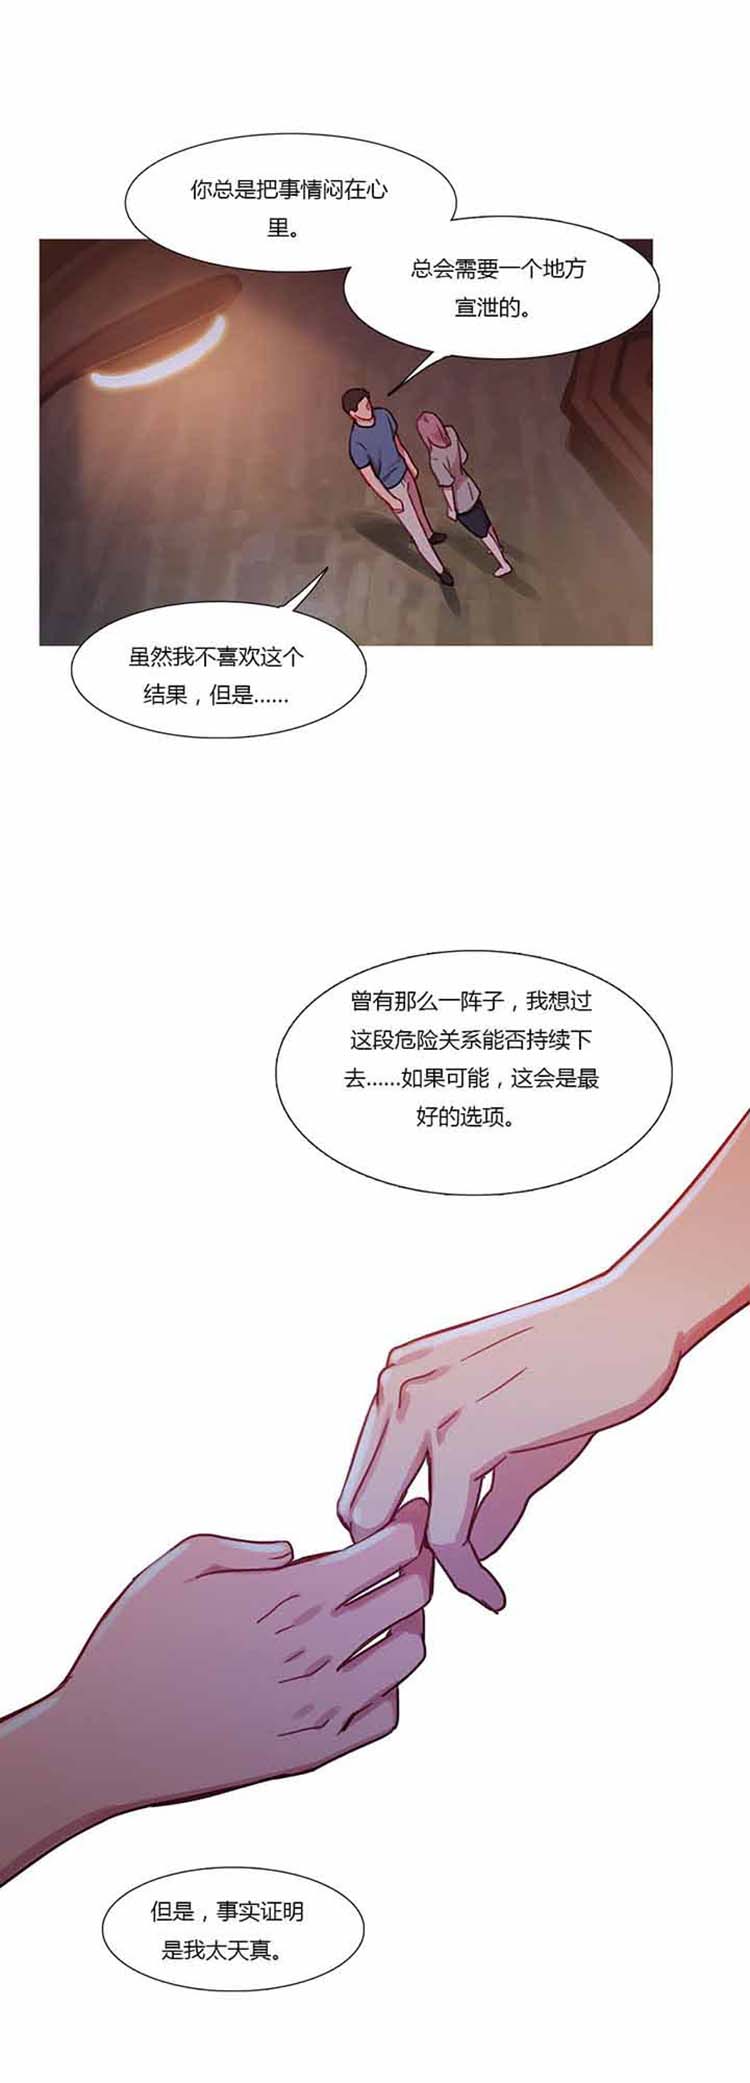 你总是把事情闷在心
里。
总会需要一个地方
宣泄的。
虽然我不喜欢这个
结果，但是……
曾有那么一阵子，我想过
这段危险关系能否持续下
去……如果可能，这会是最
好的选项。
但是，事实证明
是我太天真。